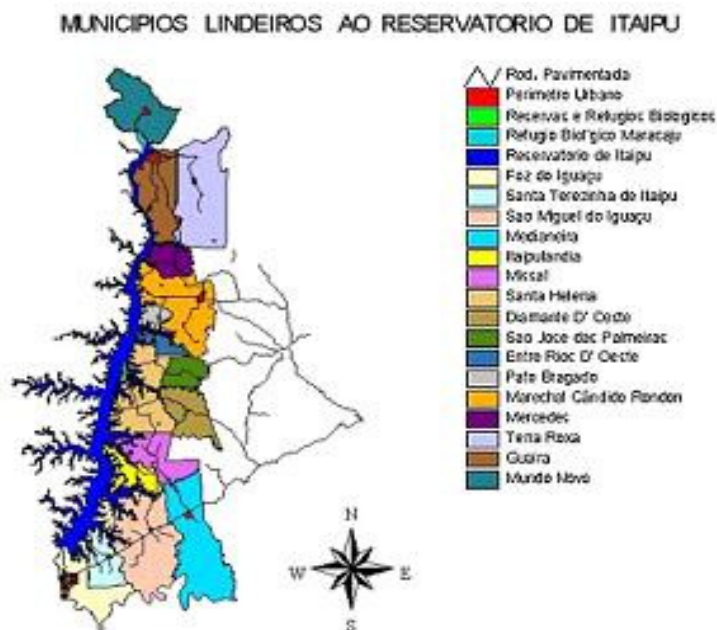 MUNICIPIOS LINDEIROS AO RESERVATORIO DE ITAIPU
Rod. Pavimentada
Perimetro Urbano
Reservas e Refugios Biologicos
Refugio Biol'gico Maracaju
Reservatorio de Itaipu
Foz do Iguaçu
Santa Terezinha de Itaipu
Sao Miguel do Iguaçu
Medianeira
Itaipulandia
Missal
Santa Helena
Diamante D' Oeste
Sao Jose das Palmeiras
Entre Rios D' Oeste
Pato Bragado
Marechal Cândido Rondon
Mercedes
Terra Roxa
Guaira
Mundo Novo
N
W
E
S